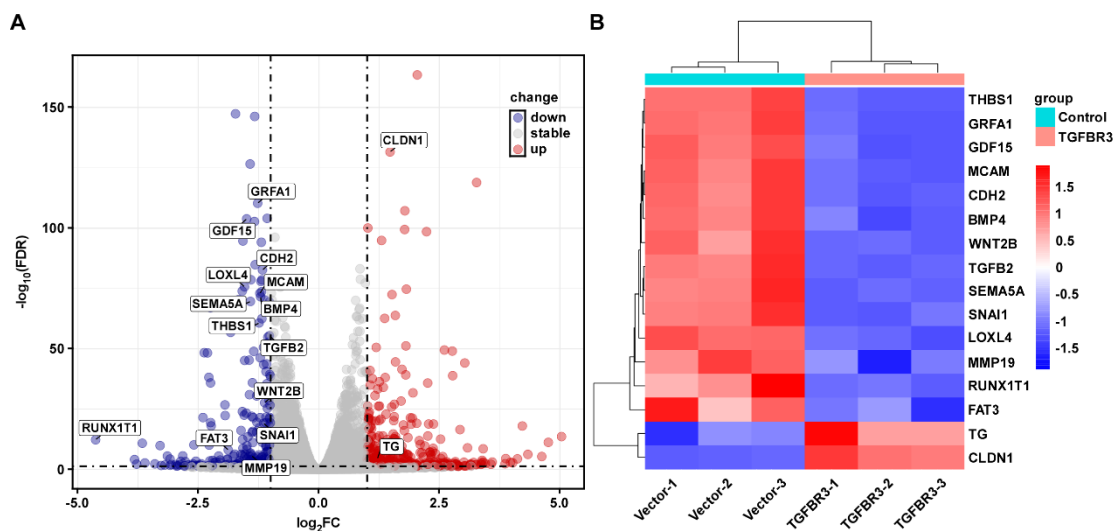 A
change
down
stable
up
CLDN1
GRFA1
GDF15
CDH2
LOXL4
MCAM
SEMA5A
BMP4
THBS1
TGFB2
WNT2B
RUNX1T1
FAT3
SNAI1
TG
MMP19
150
100
50
0
-log10(FDR)
-5.0
-2.5
0.0
2.5
5.0
log2FC
B
THBS1
GRFA1
GDF15
MCAM
CDH2
BMP4
WNT2B
TGFB2
SEMA5A
SNAI1
LOXL4
MMP19
RUNX1T1
FAT3
TG
CLDN1
group
Control
TGFBR3
1.5
1
0.5
0
-0.5
-1
-1.5
Vector-1
Vector-2
Vector-3
TGFBR3-1
TGFBR3-2
TGFBR3-3